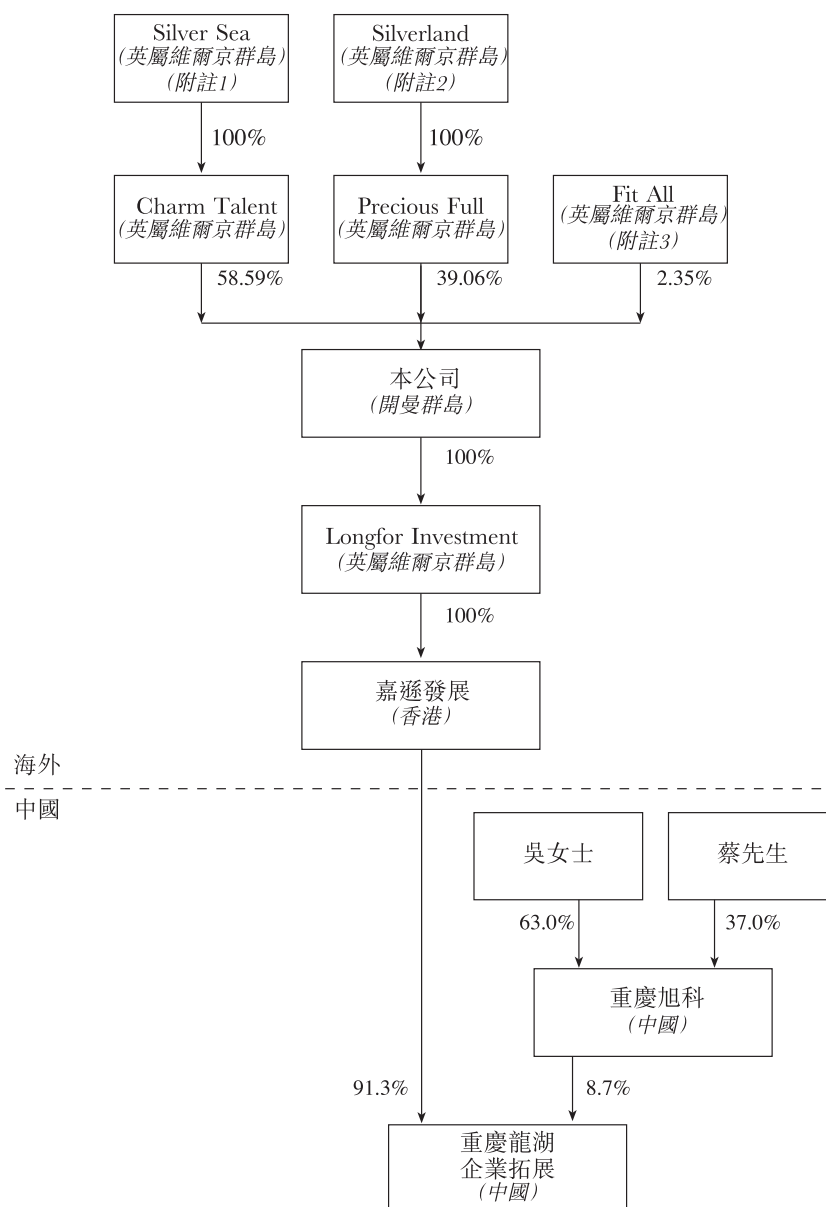 Silver Sea
(英屬維爾京群島)
(附註1)
Silverland
(英屬維爾京群島)
(附註2)
100%
100%
Charm Talent
(英屬維爾京群島)
Precious Full
(英屬維爾京群島)
Fit All
(英屬維爾京群島)
(附註3)
58.59%
39.06%
2.35%
本公司
(開曼群島)
100%
Longfor Investment
(英屬維爾京群島)
100%
嘉遜發展
(香港)
海外
中國
吳女士
蔡先生
63.0%
37.0%
重慶旭科
(中國)
91.3%
8.7%
重慶龍湖
企業拓展
(中國)